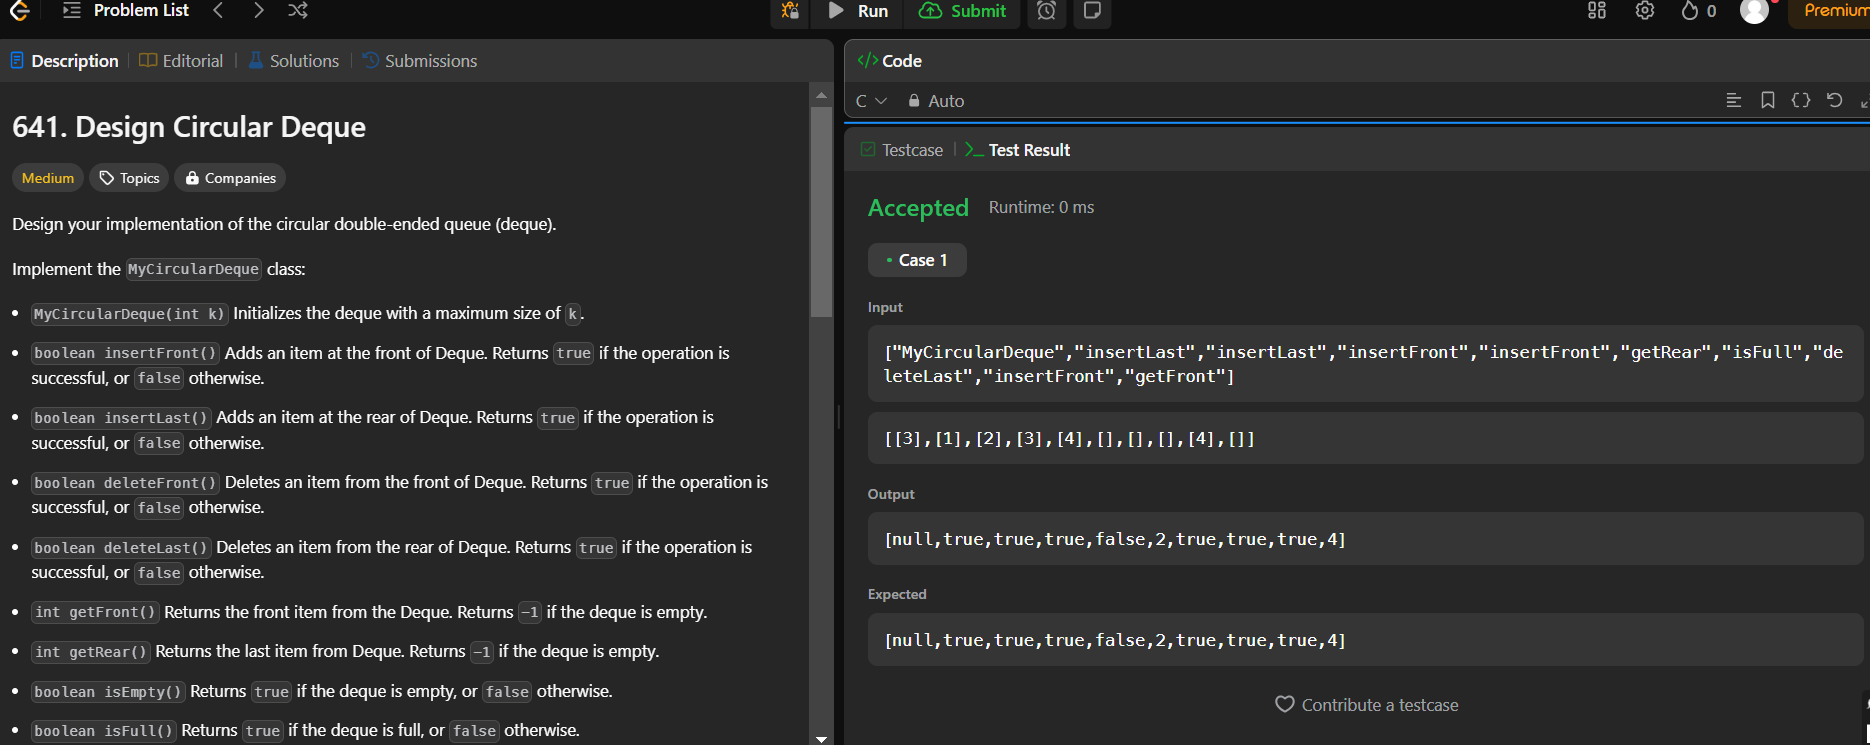 Problem List
Run
Submit
0
Premium
Description
Editorial
Solutions
Submissions
641. Design Circular Deque
Medium
Topics
Companies
Design your implementation of the circular double-ended queue (deque).
Implement the MyCircularDeque class:
• MyCircularDeque(int k) Initializes the deque with a maximum size of k.
• boolean insertFront() Adds an item at the front of Deque. Returns true if the operation is
successful, or false otherwise.
• boolean insertLast() Adds an item at the rear of Deque. Returns true if the operation is
successful, or false otherwise.
• boolean deleteFront() Deletes an item from the front of Deque. Returns true if the operation is
successful, or false otherwise.
• boolean deleteLast() Deletes an item from the rear of Deque. Returns true if the operation is
successful, or false otherwise.
• int getFront() Returns the front item from the Deque. Returns -1 if the deque is empty.
• int getRear() Returns the last item from Deque. Returns -1 if the deque is empty.
• boolean isEmpty() Returns true if the deque is empty, or false otherwise.
• boolean isFull() Returns true if the deque is full, or false otherwise.
</> Code
C
Auto
Testcase
Test Result
Accepted
Runtime: 0 ms
• Case 1
Input
["MyCircularDeque","insertLast","insertLast","insertFront","insertFront","getRear","isFull","de
leteLast","insertFront","getFront"]
[[3],[1],[2],[3],[4],[],[],[],[4],[]]
Output
[null,true,true,true,false,2,true,true,true,4]
Expected
[null,true,true,true,false,2,true,true,true,4]
Contribute a testcase